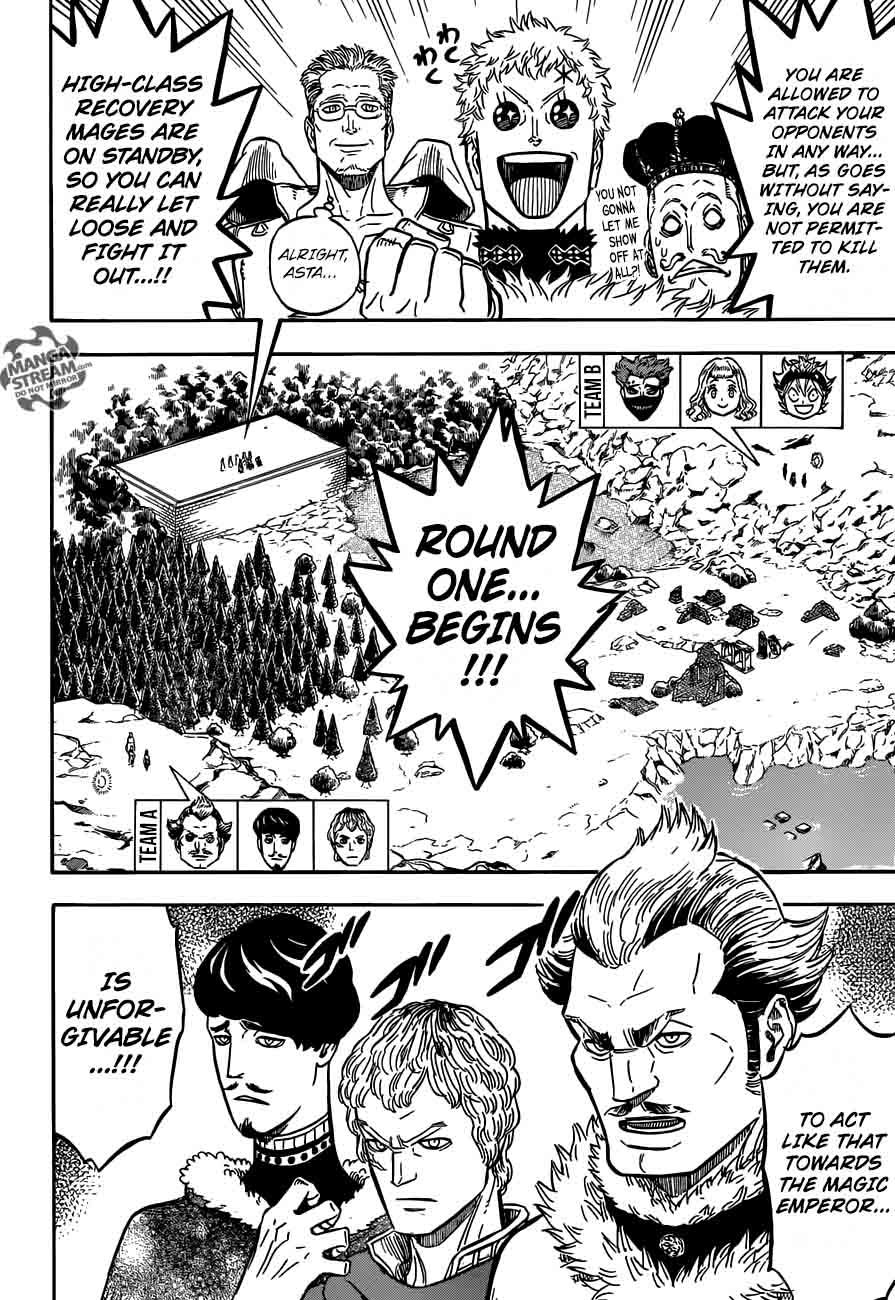 YOU ARE
ALLOWED TO
ATTACK YOUR
OPPONENTS
IN ANY WAY...
BUT, AS GOES
WITHOUT SAY-
ING, YOU ARE
NOT PERMIT-
TED TO KILL
THEM.
YOU NOT
GONNA
LET ME
SHOW
OFF AT
ALL?!
わく
わく
ALRIGHT,
ASTA...
HIGH-CLASS
RECOVERY
MAGES ARE
ON STANDBY,
SO YOU CAN
REALLY LET
LOOSE AND
FIGHT IT
OUT...!!
MANGA
STREAM.com
DO NOT MIRROR!
TEAM B
ROUND
ONE...
BEGINS
!!!
TEAM A
TO ACT
LIKE THAT
TOWARDS
THE MAGIC
EMPEROR...
ゴ
ゴ
ゴ
IS
UNFOR-
GIVABLE
...!!!